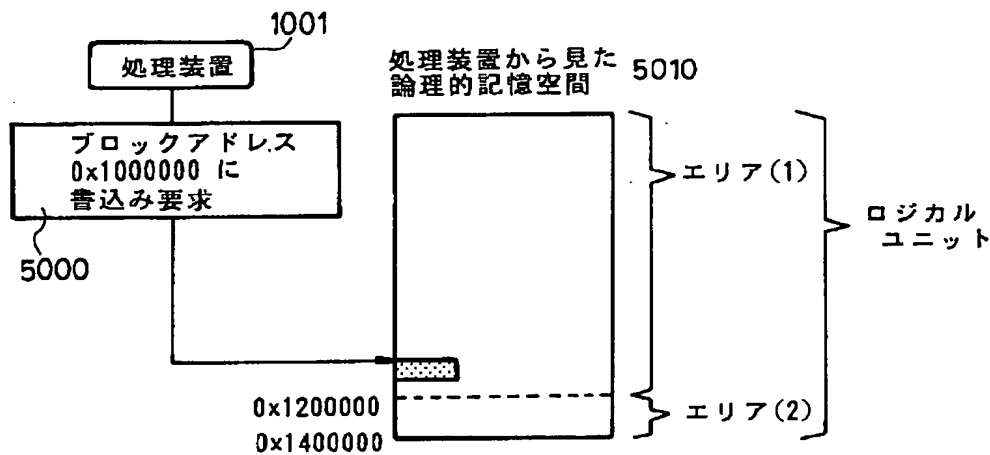 1001
処理装置
ブロックアドレス
0x1000000 に
書込み要求
5000
処理装置から見た
論理的記憶空間
5010
エリア(1)
ロジカル
ユニット
0x1200000
エリア(2)
0x1400000